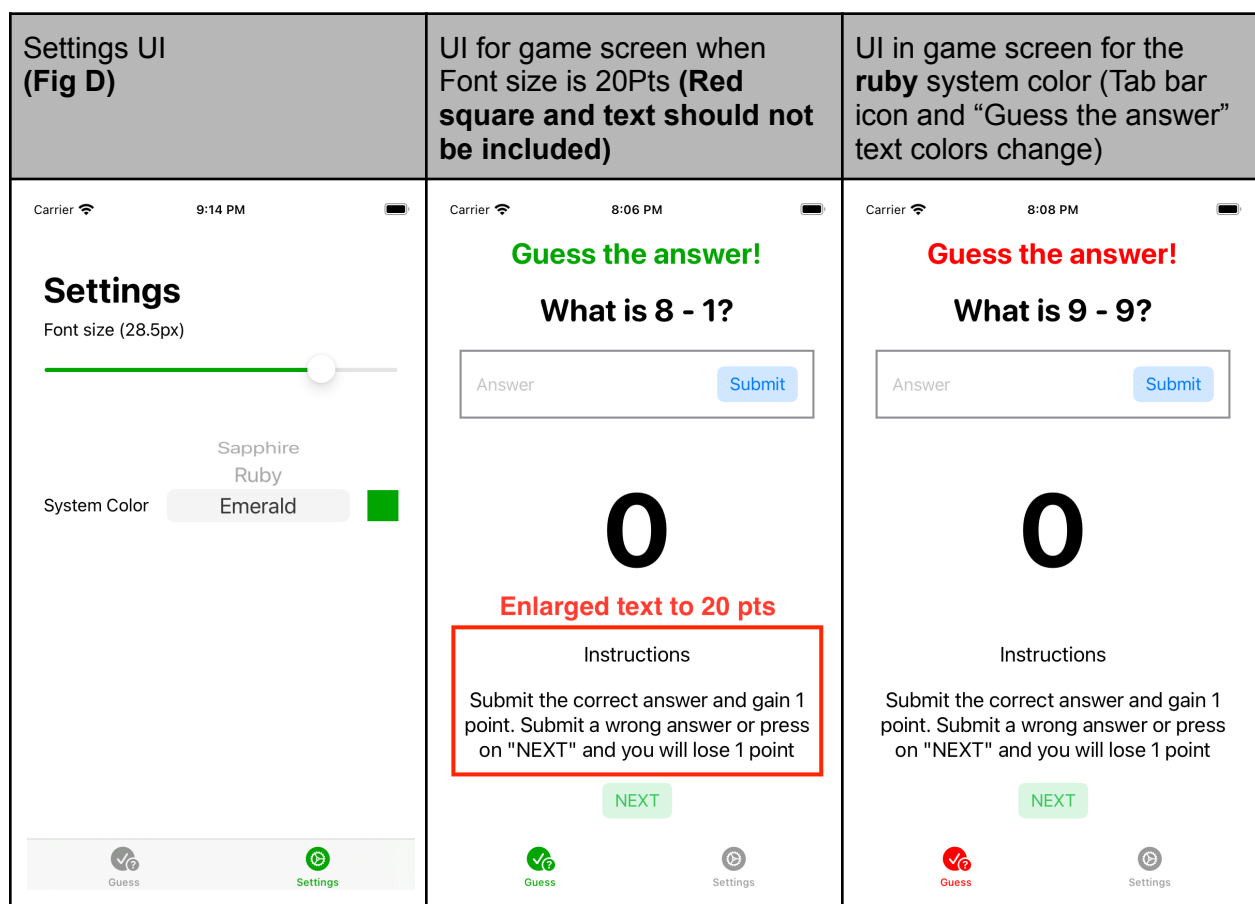 Settings UI
(Fig D)
UI for game screen when
Font size is 20Pts (Red
square and text should not
be included)
UI in game screen for the
ruby system color (Tab bar
icon and “Guess the answer”
text colors change)
Carrier
9:14 PM
Settings
Font size (28.5px)
Sapphire
Ruby
System Color
Emerald
Guess
Settings
Carrier
8:06 PM
Guess the answer!
What is 8 - 1?
Answer
Submit
0
Enlarged text to 20 pts
Instructions
Submit the correct answer and gain 1
point. Submit a wrong answer or press
on "NEXT" and you will lose 1 point
NEXT
Guess
Settings
Carrier
8:08 PM
Guess the answer!
What is 9 - 9?
Answer
Submit
0
Instructions
Submit the correct answer and gain 1
point. Submit a wrong answer or press
on "NEXT" and you will lose 1 point
NEXT
Guess
Settings